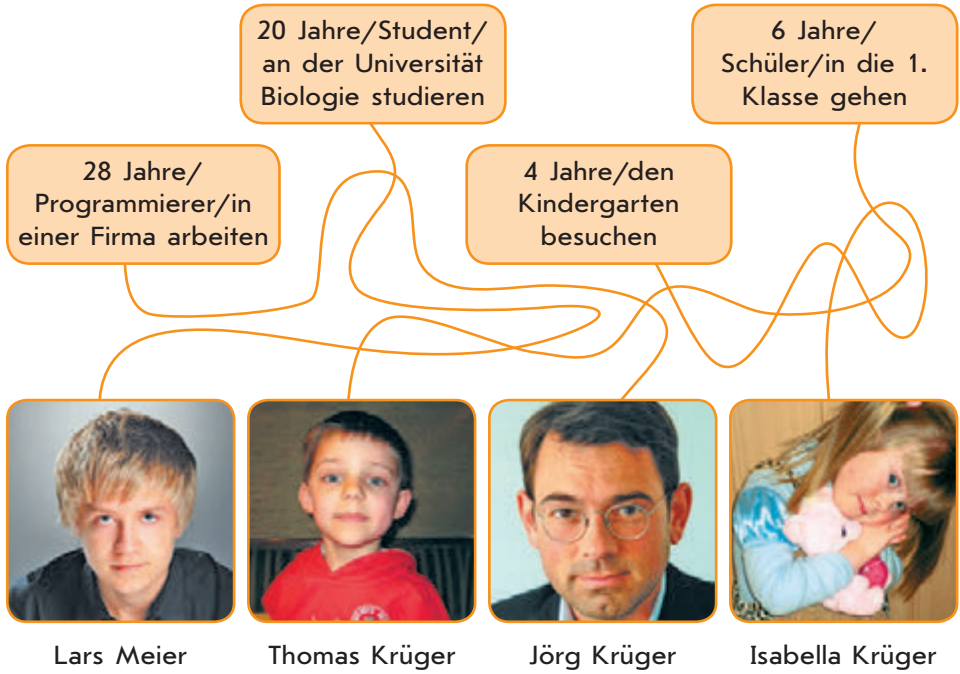 20 Jahre/Student/
an der Universität
Biologie studieren
6 Jahre/
Schüler/in die 1.
Klasse gehen
28 Jahre/
Programmierer/in
einer Firma arbeiten
4 Jahre/den
Kindergarten
besuchen
Lars Meier
Thomas Krüger
Jörg Krüger
Isabella Krüger